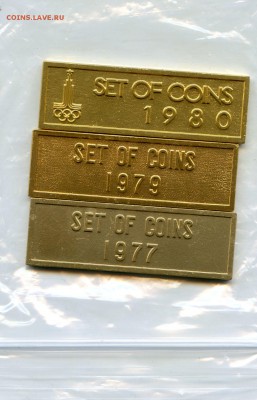 COINS.LAVE.RU
SET OF COINS
1980
SET OF COINS
1979
SET OF COINS
1977